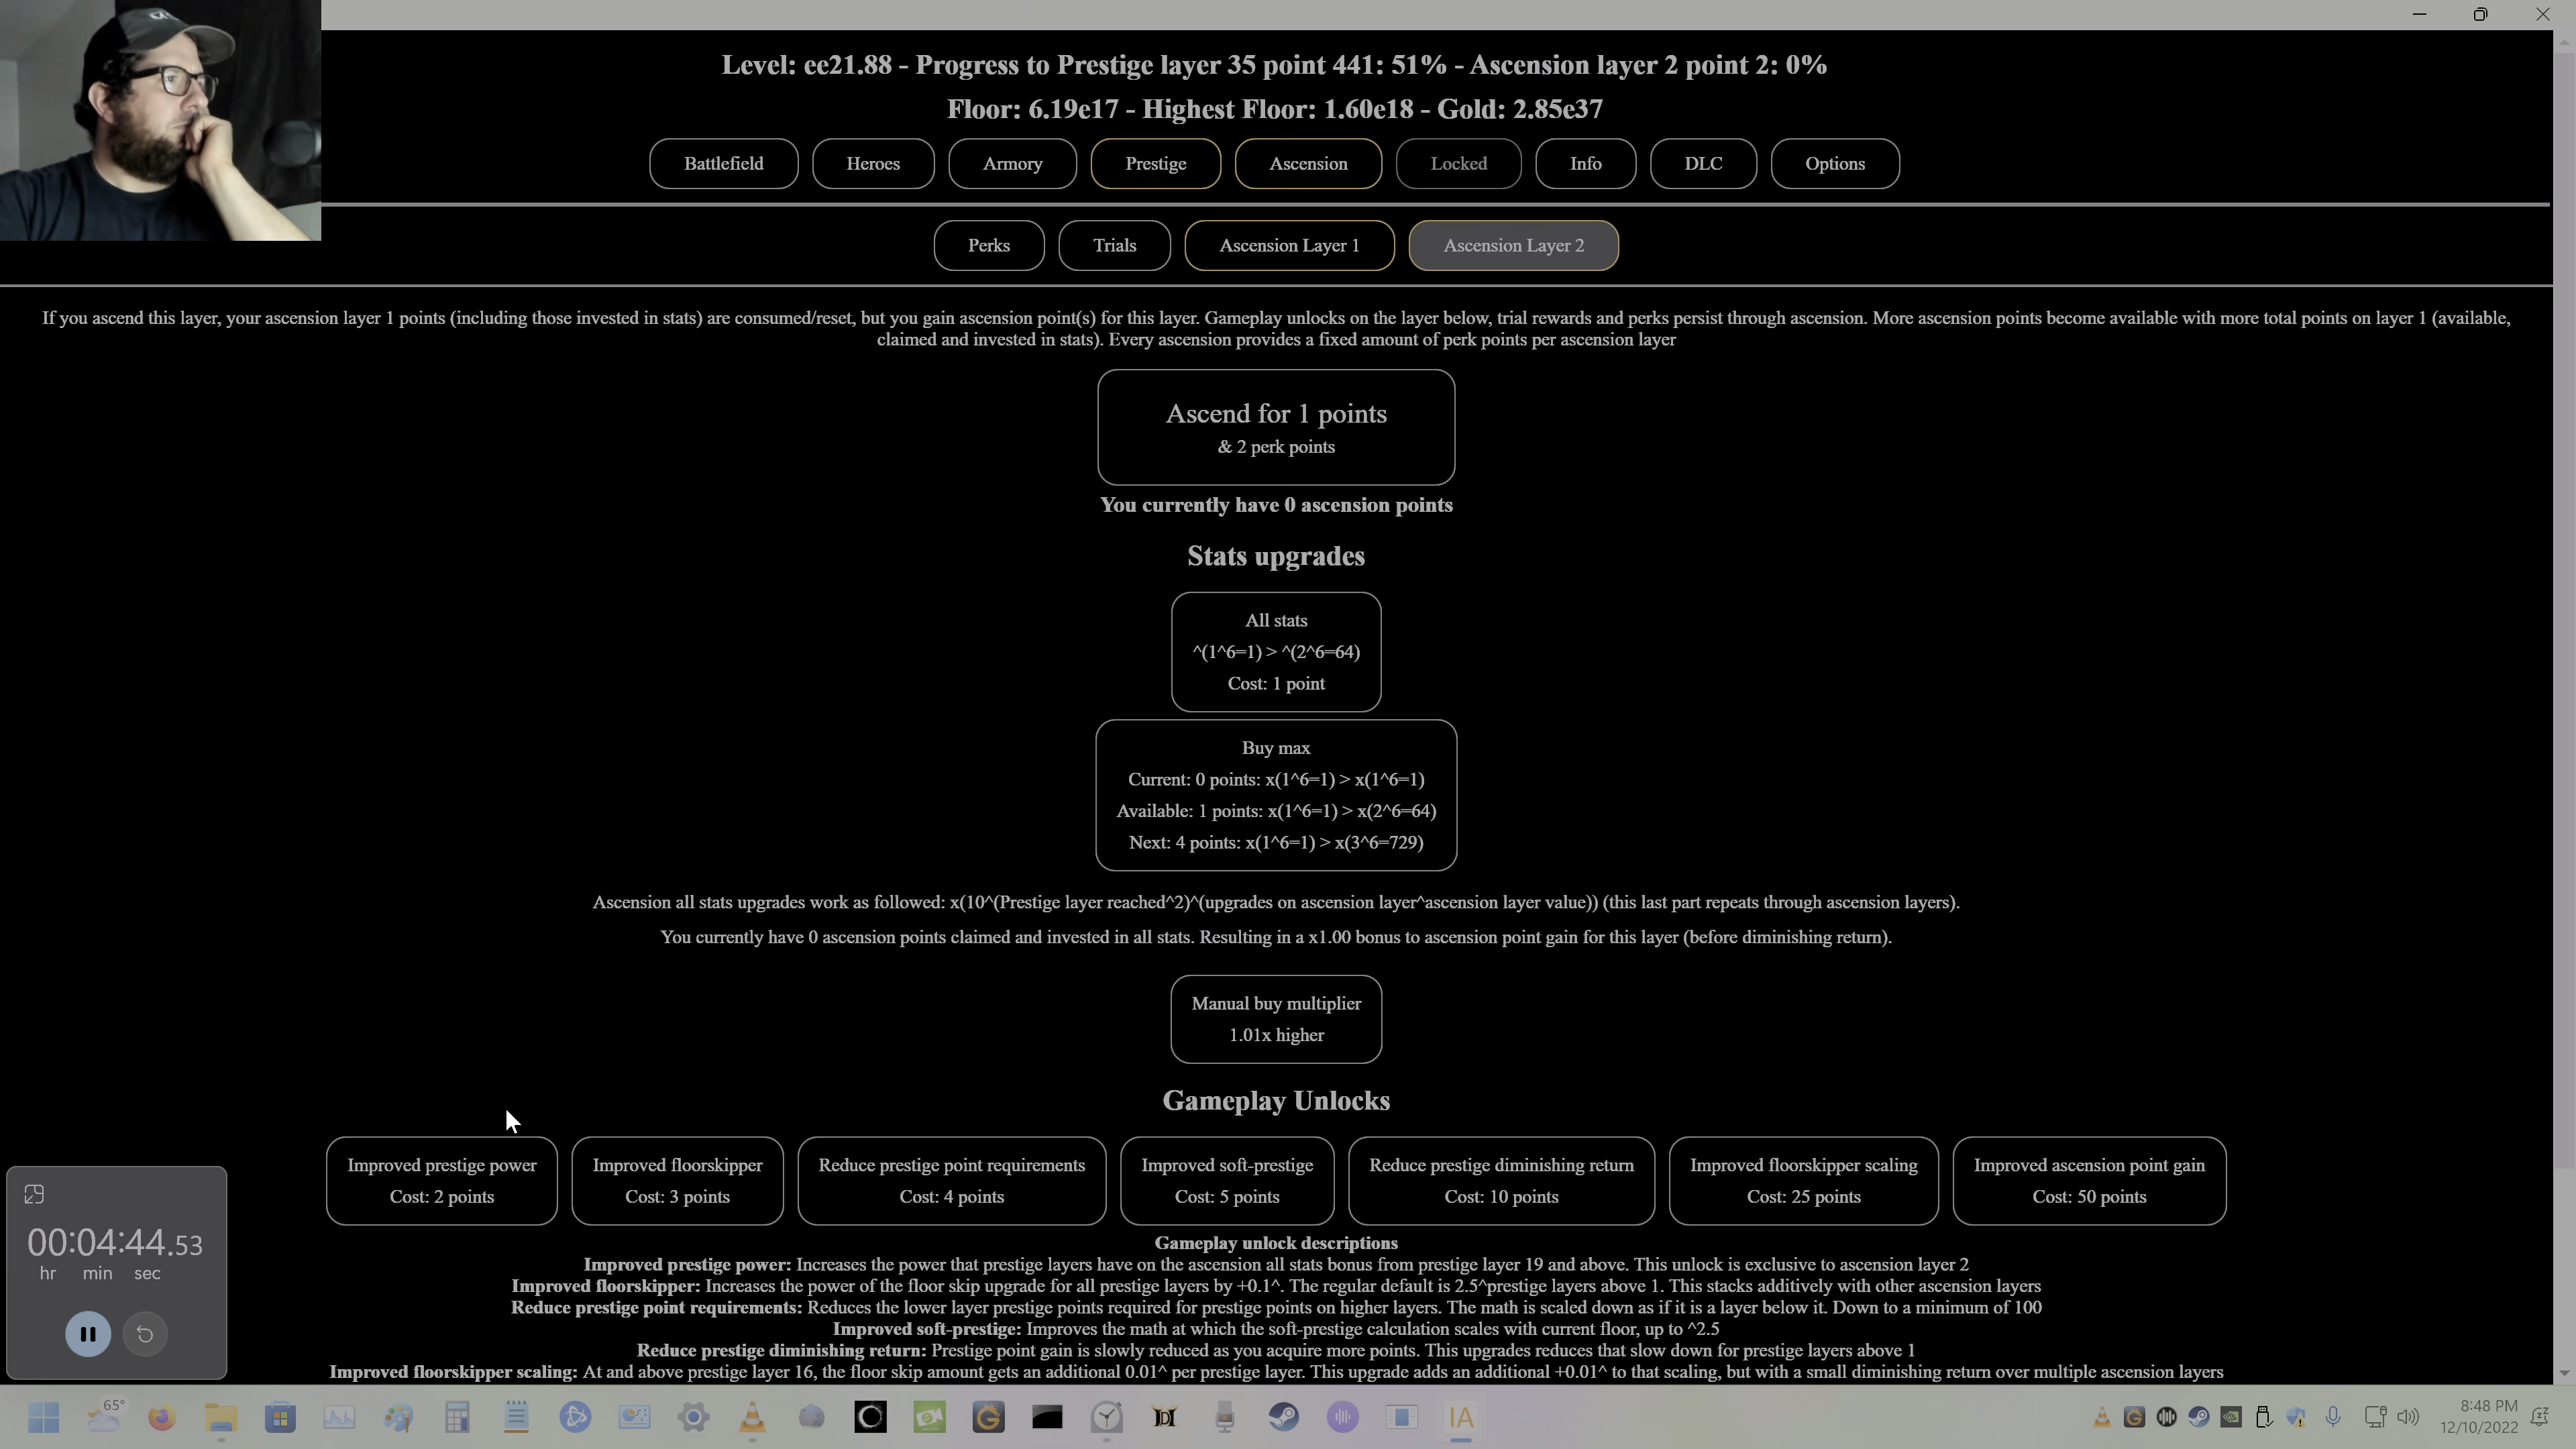 Level: ee21.88 - Progress to Prestige layer 35 point 441: 51% - Ascension layer 2 point 2: 0%
Floor: 6.19e17 - Highest Floor: 1.60e18 - Gold: 2.85e37
Battlefield Heroes Armory Prestige Ascension Locked Info DLC Options
Perks Trials Ascension Layer 1 Ascension Layer 2
If you ascend this layer, your ascension layer 1 points (including those invested in stats) are consumed/reset, but you gain ascension point(s) for this layer. Gameplay unlocks on the layer below, trial rewards and perks persist through ascension. More ascension points become available with more total points on layer 1 (available,
claimed and invested in stats). Every ascension provides a fixed amount of perk points per ascension layer
Ascend for 1 points
& 2 perk points
You currently have 0 ascension points
Stats upgrades
All stats
^(1^6=1) > ^(2^6=64)
Cost: 1 point
Buy max
Current: 0 points: x(1^6=1) > x(1^6=1)
Available: 1 points: x(1^6=1) > x(2^6=64)
Next: 4 points: x(1^6=1) > x(3^6=729)
Ascension all stats upgrades work as followed: x(10^(Prestige layer reached^2)^(upgrades on ascension layer^ascension layer value)) (this last part repeats through ascension layers).
You currently have 0 ascension points claimed and invested in all stats. Resulting in a x1.00 bonus to ascension point gain for this layer (before diminishing return).
Manual buy multiplier
1.01x higher
Gameplay Unlocks
Improved prestige power Improved floorskipper Reduce prestige point requirements Improved soft-prestige Reduce prestige diminishing return Improved floorskipper scaling Improved ascension point gain
Cost: 2 points Cost: 3 points Cost: 4 points Cost: 5 points Cost: 10 points Cost: 25 points Cost: 50 points
Gameplay unlock descriptions
Improved prestige power: Increases the power that prestige layers have on the ascension all stats bonus from prestige layer 19 and above. This unlock is exclusive to ascension layer 2
Improved floorskipper: Increases the power of the floor skip upgrade for all prestige layers by +0.1^. The regular default is 2.5^prestige layers above 1. This stacks additively with other ascension layers
Reduce prestige point requirements: Reduces the lower layer prestige points required for prestige points on higher layers. The math is scaled down as if it is a layer below it. Down to a minimum of 100
Improved soft-prestige: Improves the math at which the soft-prestige calculation scales with current floor, up to ^2.5
Reduce prestige diminishing return: Prestige point gain is slowly reduced as you acquire more points. This upgrades reduces that slow down for prestige layers above 1
Improved floorskipper scaling: At and above prestige layer 16, the floor skip amount gets an additional 0.01^ per prestige layer. This upgrade adds an additional +0.01^ to that scaling, but with a small diminishing return over multiple ascension layers
00:04:44.53
hr min sec
65°
IA
8:48 PM
12/10/2022